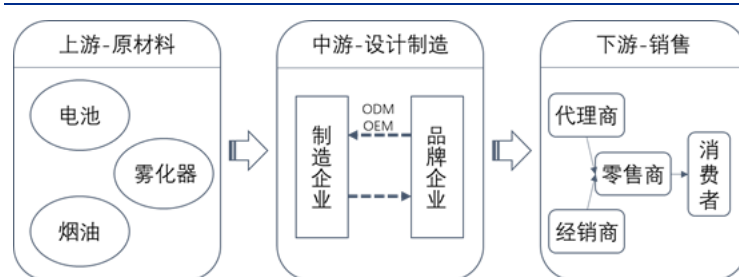 上游-原材料
电池
雾化器
烟油
中游-设计制造
制造企业
ODM
OEM
品牌企业
下游-销售
代理商
零售商
经销商
消费者